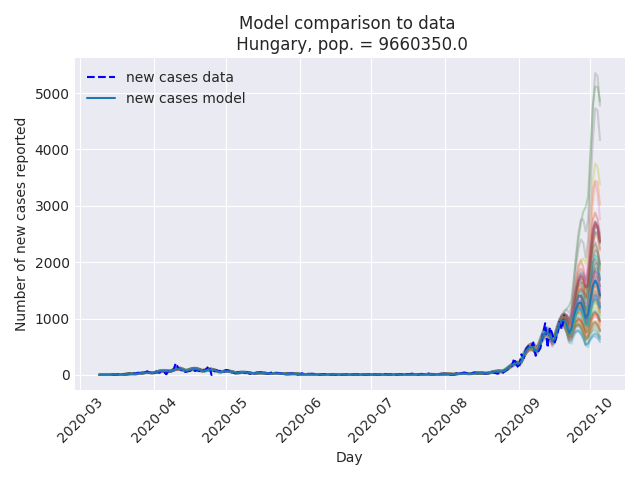 Model comparison to data
Hungary, pop. = 9660350.0
new cases data
new cases model
Number of new cases reported
5000
4000
3000
2000
1000
0
2020-03
2020-04
2020-05
2020-06
2020-07
2020-08
2020-09
2020-10
Day